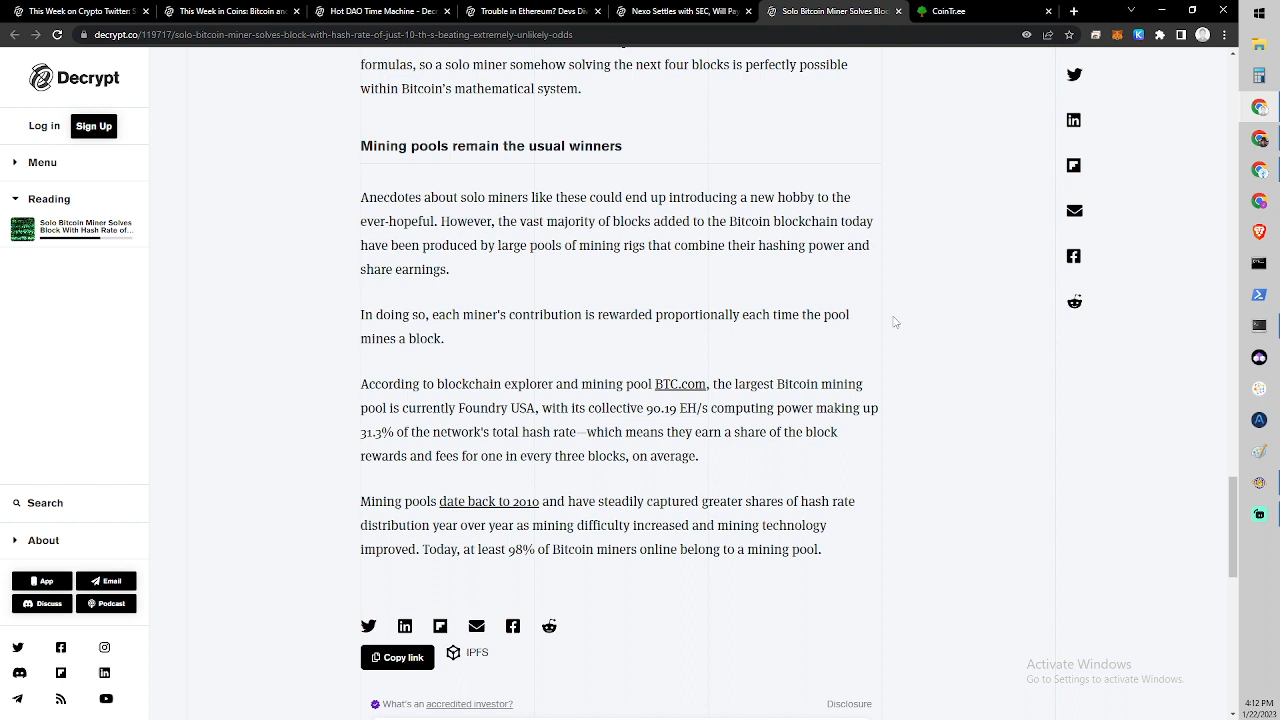 This Week on Crypto Twitter: S
This Week in Coins: Bitcoin an
Hot DAO Time Machine - Decr
Trouble in Ethereum? Devs Div
Nexo Settles with SEC, Will Pay
Solo Bitcoin Miner Solves Bloc
CoinTree
decrypt.co/119717/solo-bitcoin-miner-solves-block-with-hash-rate-of-just-10-th-s-beating-extremely-unlikely-odds
Decrypt
Log in
Sign Up
Menu
Reading
Solo Bitcoin Miner Solves
Block With Hash Rate of...
Search
About
App
Email
Discuss
Podcast
formulas, so a solo miner somehow solving the next four blocks is perfectly possible
within Bitcoin's mathematical system.
Mining pools remain the usual winners
Anecdotes about solo miners like these could end up introducing a new hobby to the
ever-hopeful. However, the vast majority of blocks added to the Bitcoin blockchain today
have been produced by large pools of mining rigs that combine their hashing power and
share earnings.
In doing so, each miner's contribution is rewarded proportionally each time the pool
mines a block.
According to blockchain explorer and mining pool BTC.com, the largest Bitcoin mining
pool is currently Foundry USA, with its collective 90.19 EH/s computing power making up
31.3% of the network's total hash rate—which means they earn a share of the block
rewards and fees for one in every three blocks, on average.
Mining pools date back to 2010 and have steadily captured greater shares of hash rate
distribution year over year as mining difficulty increased and mining technology
improved. Today, at least 98% of Bitcoin miners online belong to a mining pool.
Copy link
IPFS
What's an accredited investor?
Disclosure
Activate Windows
Go to Settings to activate Windows.
4:12 PM
1/22/2023